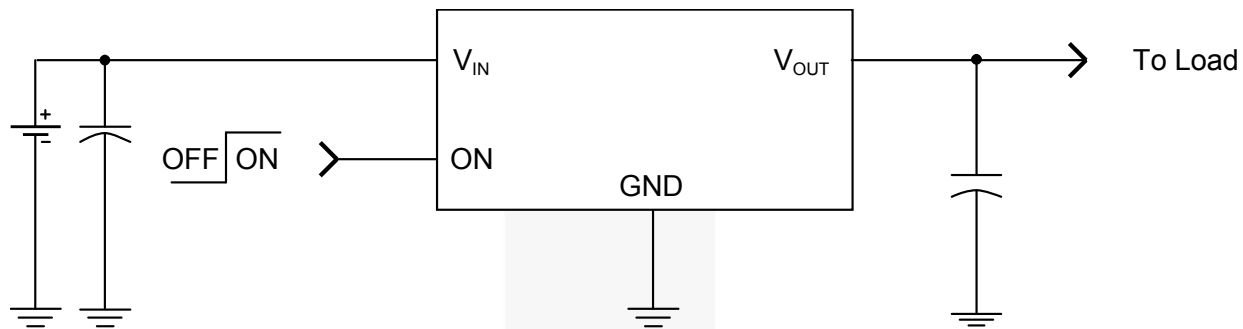 V_IN
V_OUT
To Load
+
-
OFF ON
ON
GND